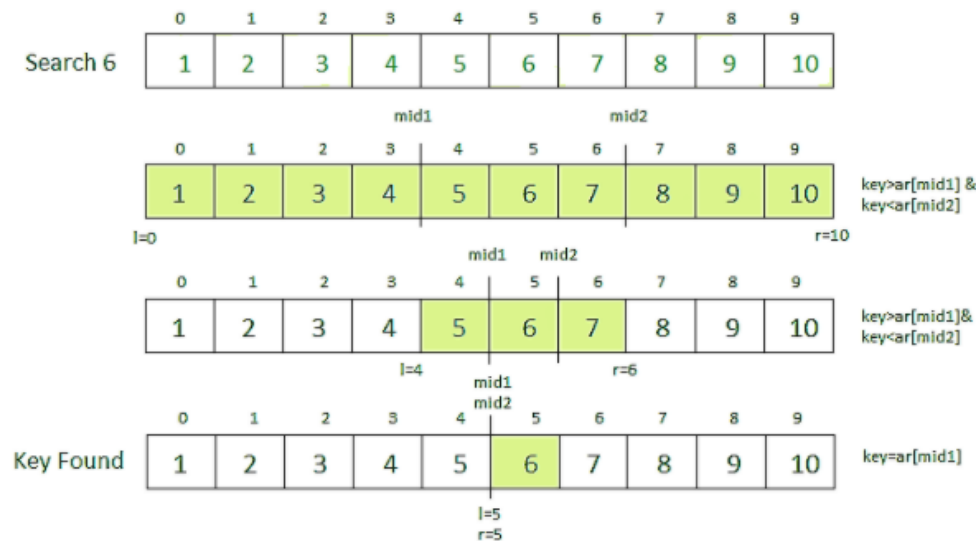 0 1 2 3 4 5 6 7 8 9
Search 6 1 2 3 4 5 6 7 8 9 10
mid1 mid2
0 1 2 3 4 5 6 7 8 9
1 2 3 4 5 6 7 8 9 10
key>ar[mid1] &
key<ar[mid2]
l=0 r=10
mid1 mid2
0 1 2 3 4 5 6 7 8 9
1 2 3 4 5 6 7 8 9 10
key>ar[mid1]&
key<ar[mid2]
l=4 r=6
mid1
mid2
0 1 2 3 4 5 6 7 8 9
Key Found 1 2 3 4 5 6 7 8 9 10
key=ar[mid1]
l=5
r=5